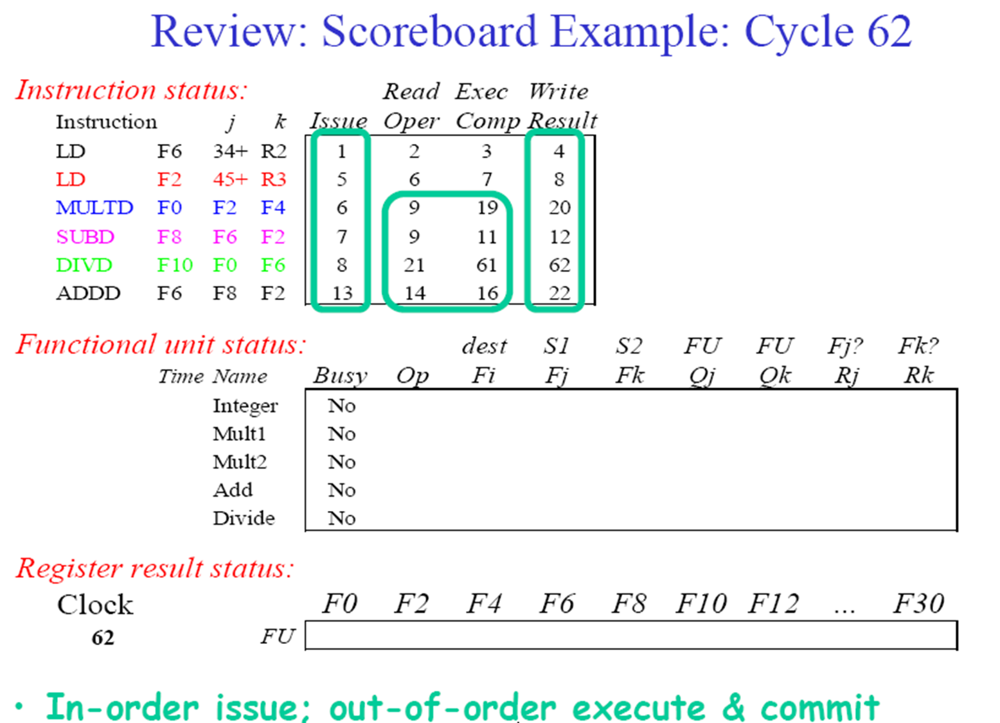 Review: Scoreboard Example: Cycle 62
Instruction status: Read Exec Write
Instruction j k Issue Oper Comp Result
LD F6 34+ R2 1 2 3 4
LD F2 45+ R3 5 6 7 8
MULTD F0 F2 F4 6 9 19 20
SUBD F8 F6 F2 7 9 11 12
DIVD F10 F0 F6 8 21 61 62
ADDD F6 F8 F2 13 14 16 22
Functional unit status: dest S1 S2 FU FU Fj? Fk?
Time Name Busy Op Fi Fj Fk Qj Qk Rj Rk
Integer No
Mult1 No
Mult2 No
Add No
Divide No
Register result status:
Clock F0 F2 F4 F6 F8 F10 F12 ... F30
62 FU
• In-order issue; out-of-order execute & commit